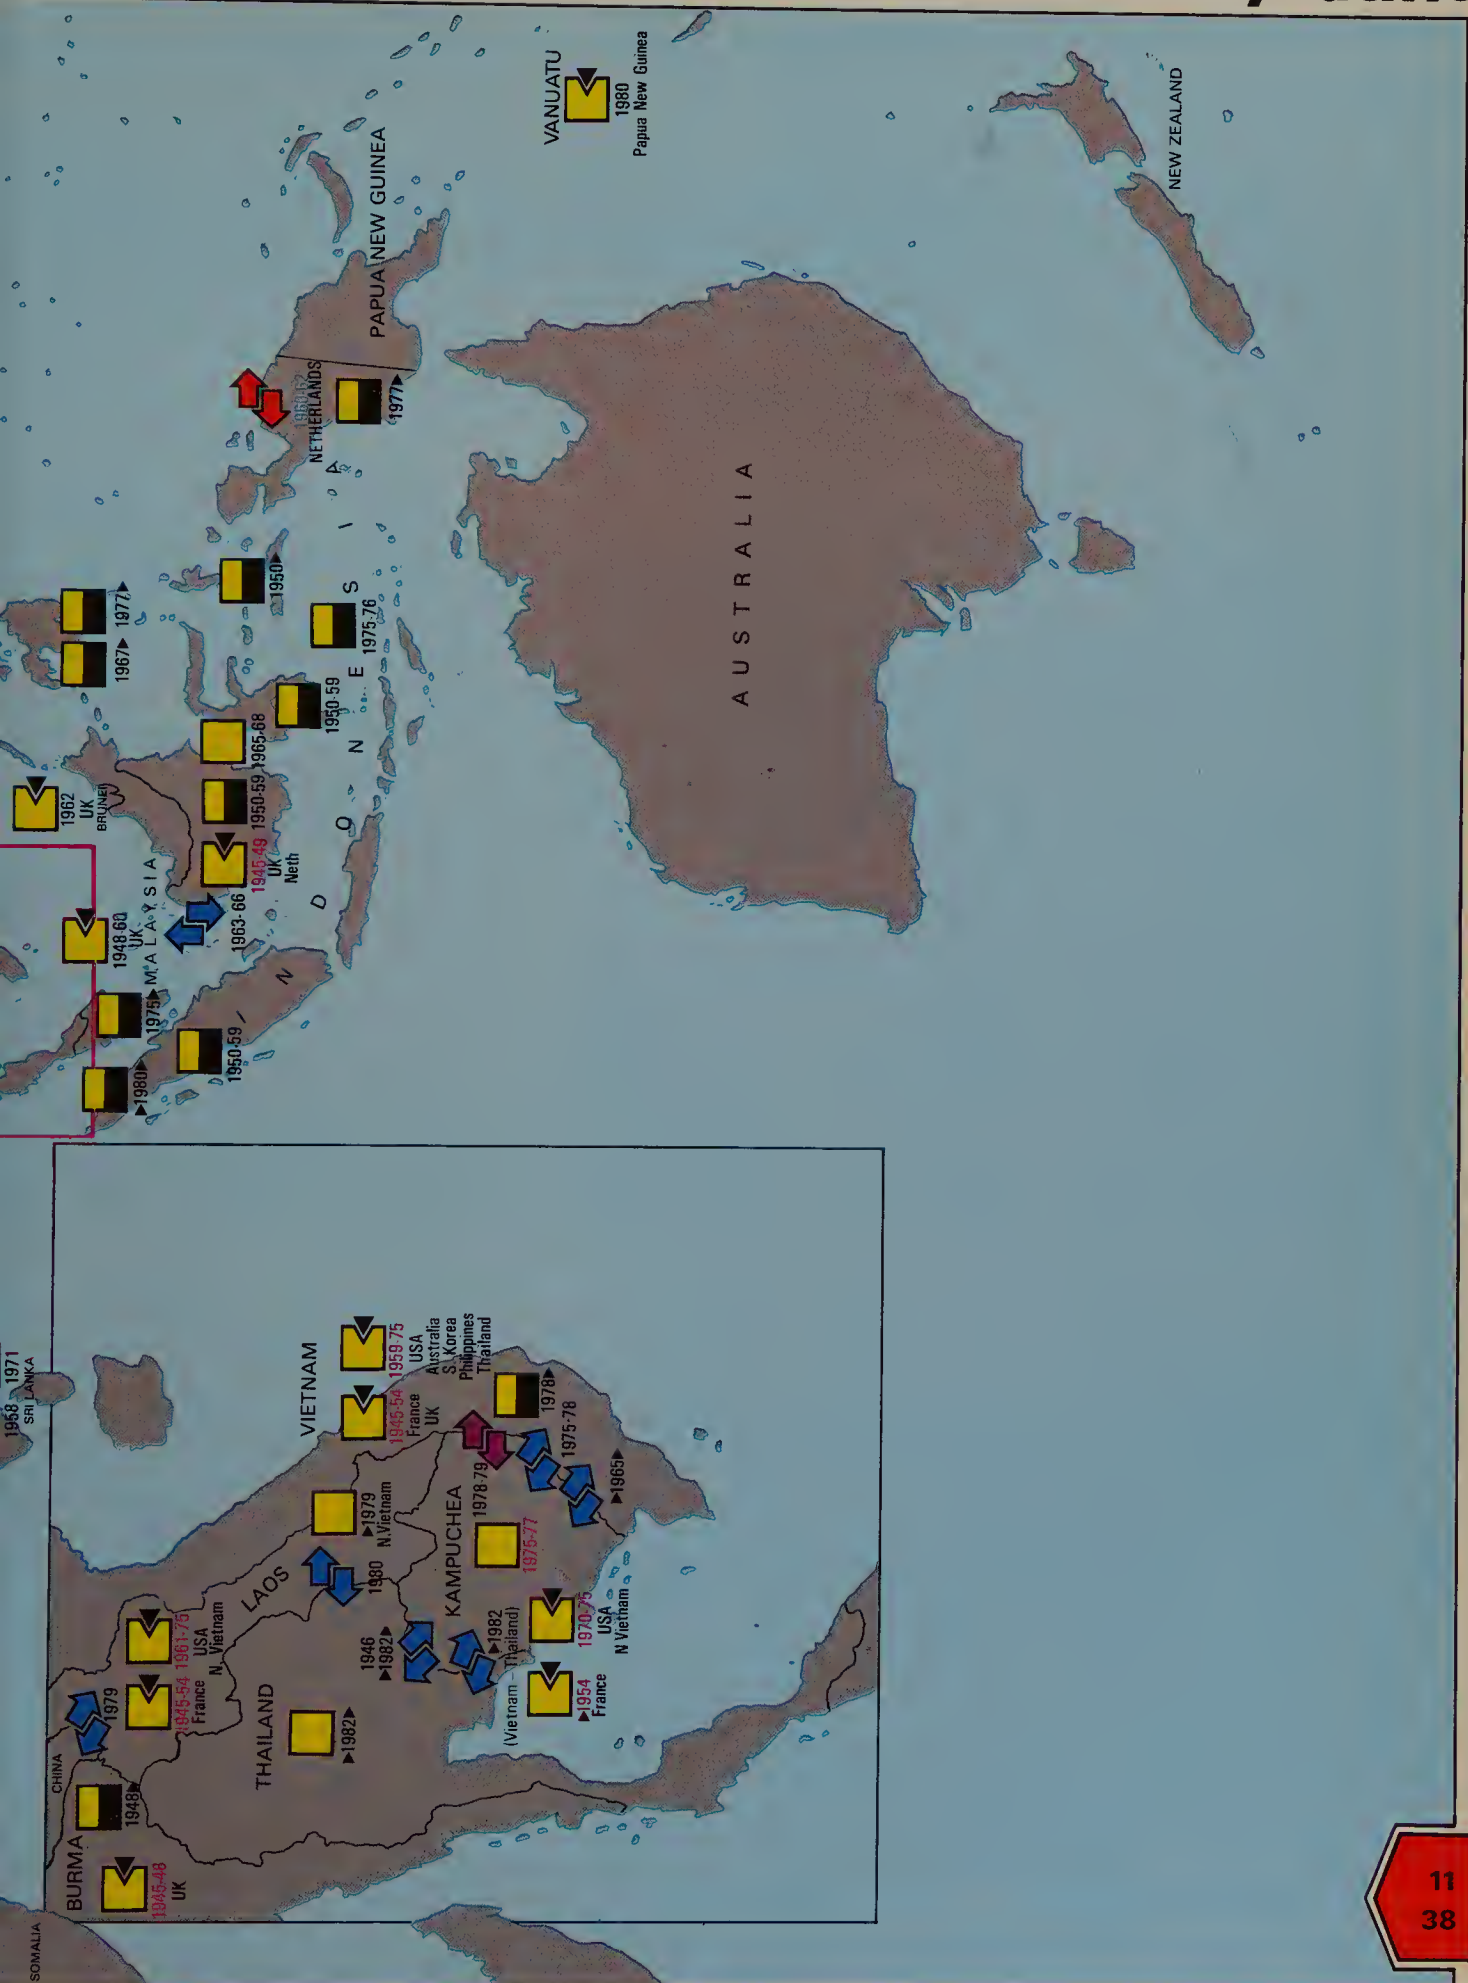 VANUATU
1980
Papua New Guinea
NEW ZEALAND
PAPUA NEW GUINEA
1960-62
NETHERLANDS
1977▶
AUSTRALIA
INDONESIA
1977▶
1967▶
1950▶
1975-76
1950-59
1965-68
1950-59
1945-49
UK
Neth
1962
UK
BRUNEI
MALAYSIA
1963-66
1948-60
UK
1975▶
▶1980▶
1950-59
1958 1971
SRI LANKA
VIETNAM
1959-75
USA
Australia
S. Korea
Philippines
Thailand
1945-54
France
UK
1978▶
1975-78
▶1965▶
1978-79
KAMPUCHEA
1975-77
▶1979
N.Vietnam
LAOS
1980
1970-75
USA
N Vietnam
▶1954
France
1946
▶1982▶
▶1982
(Vietnam – Thailand)
1961-75
USA
N. Vietnam
1945-54
France
THAILAND
▶1982▶
1979
CHINA
1948▶
BURMA
1945-48
UK
SOMALIA
11
38